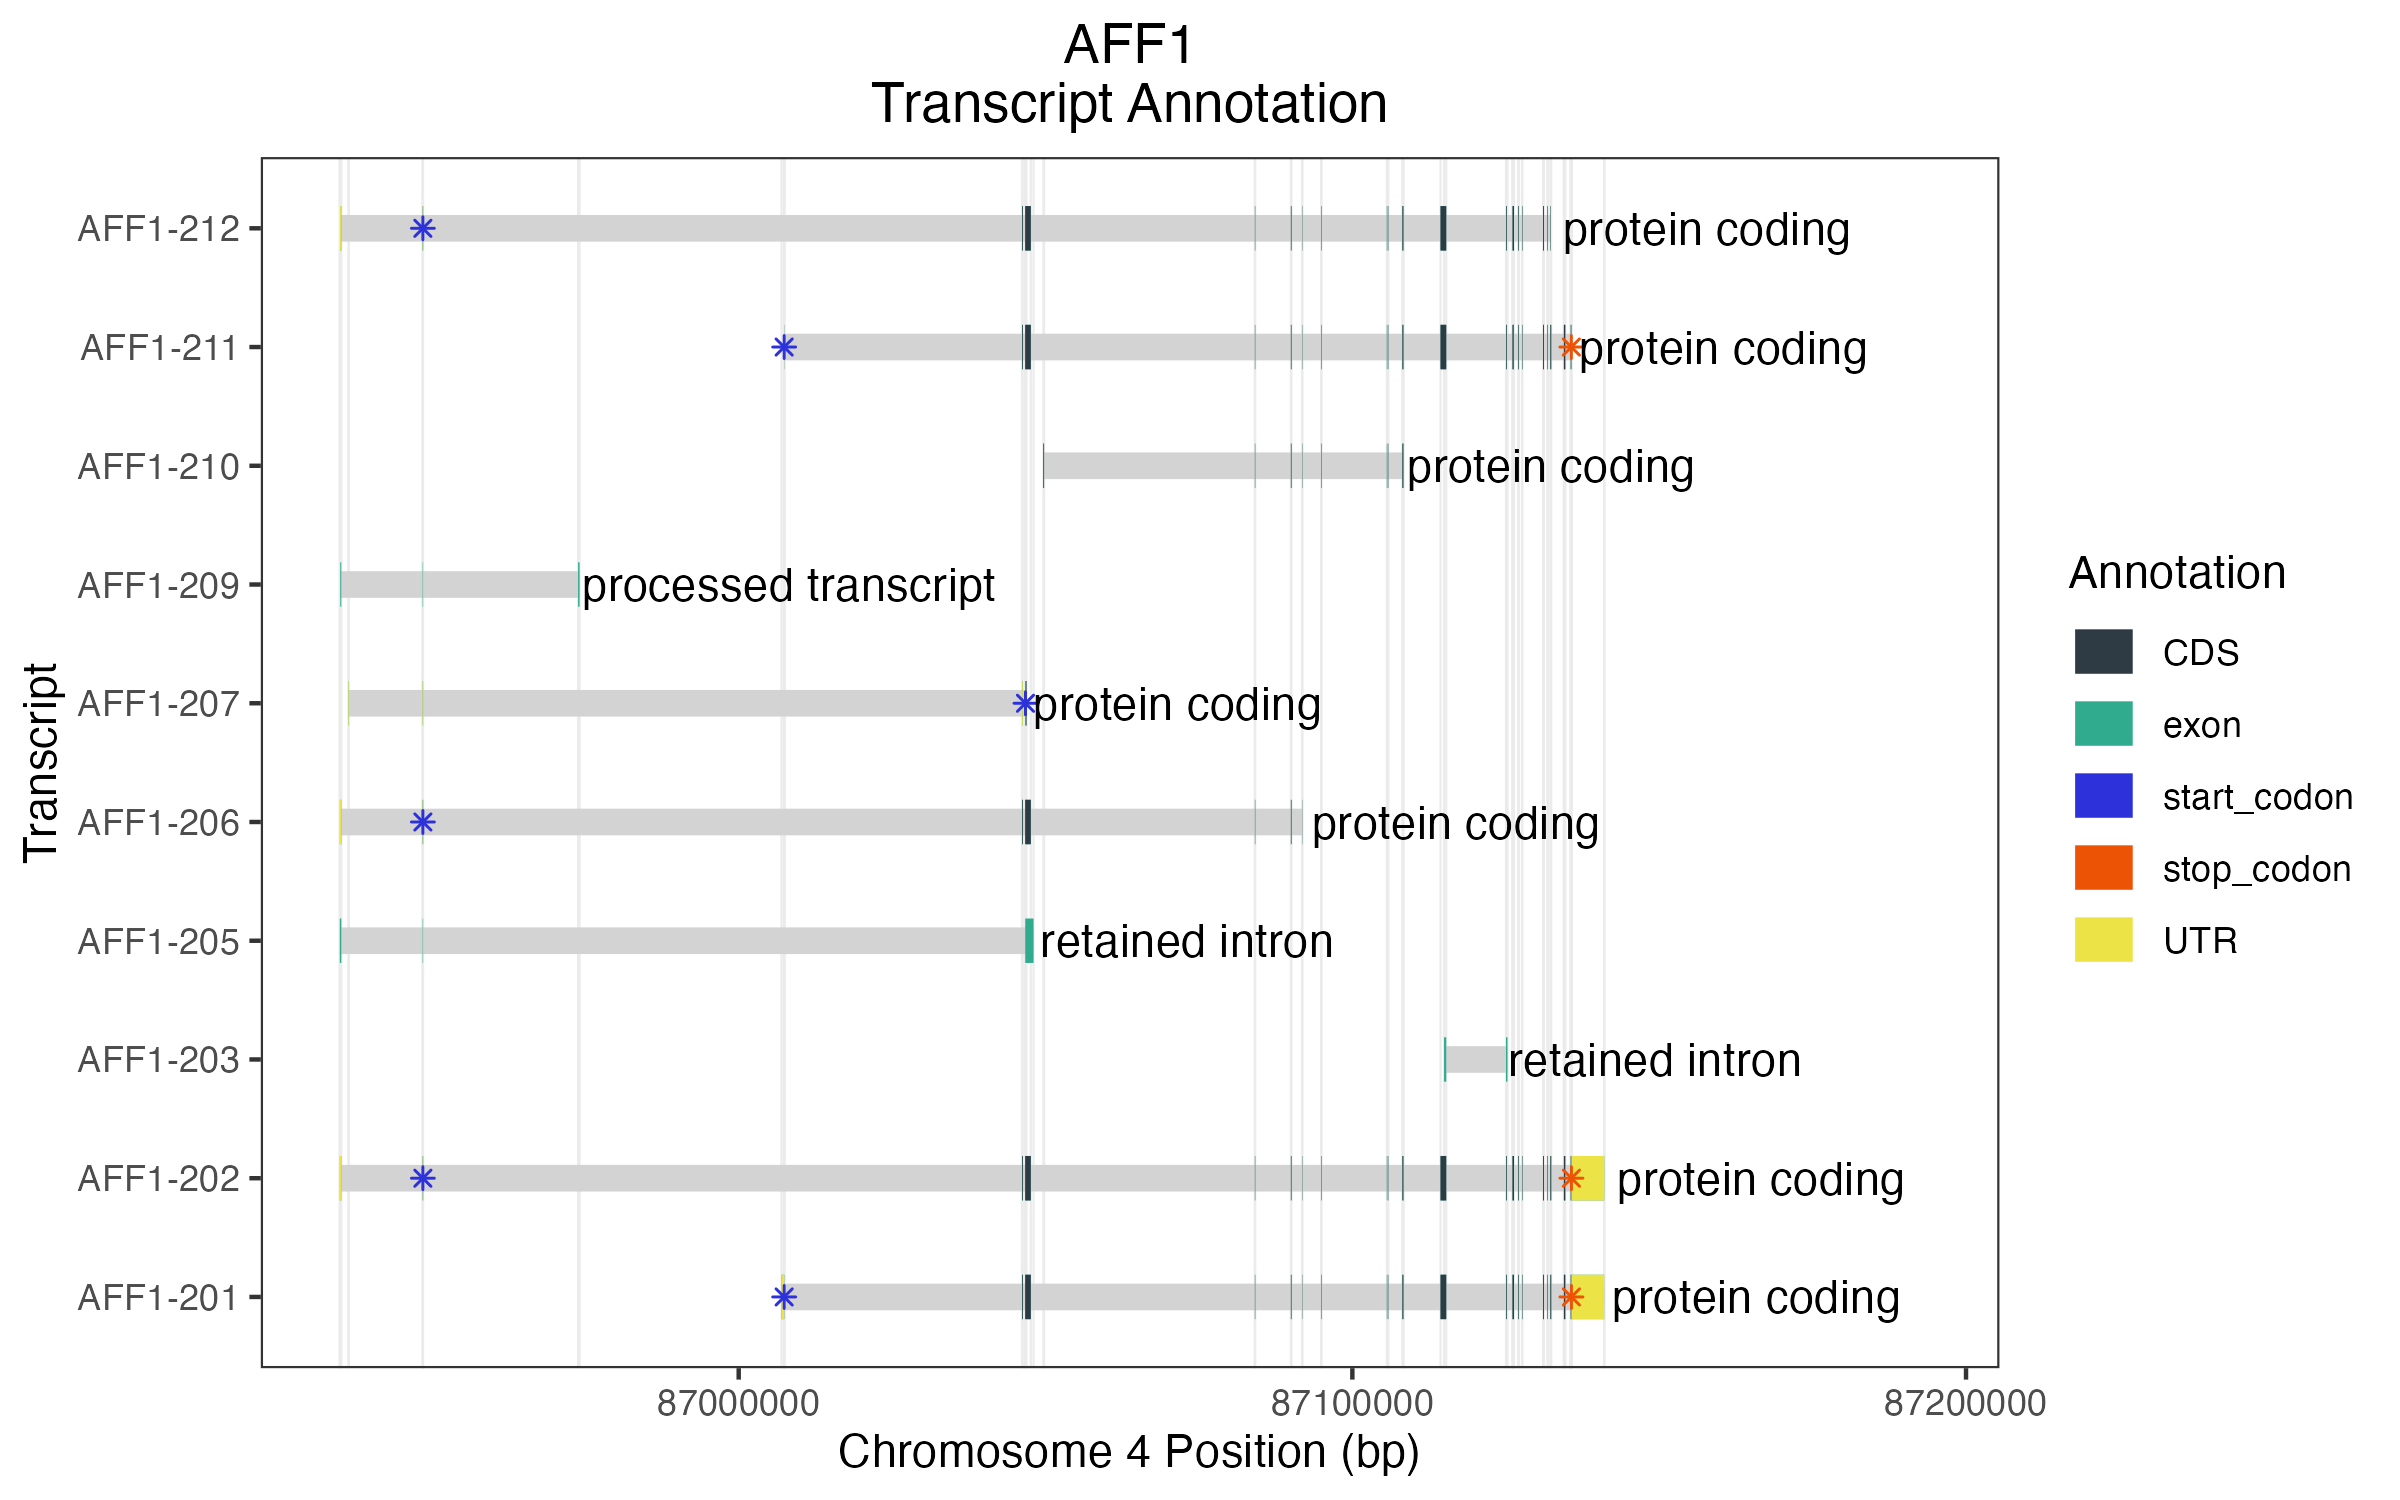 AFF1
Transcript Annotation
AFF1-212
protein coding
AFF1-211
protein coding
AFF1-210
protein coding
AFF1-209
processed transcript
AFF1-207
protein coding
AFF1-206
protein coding
AFF1-205
retained intron
AFF1-203
retained intron
AFF1-202
protein coding
AFF1-201
protein coding
Transcript
87000000
87100000
87200000
Chromosome 4 Position (bp)
Annotation
CDS
exon
start_codon
stop_codon
UTR